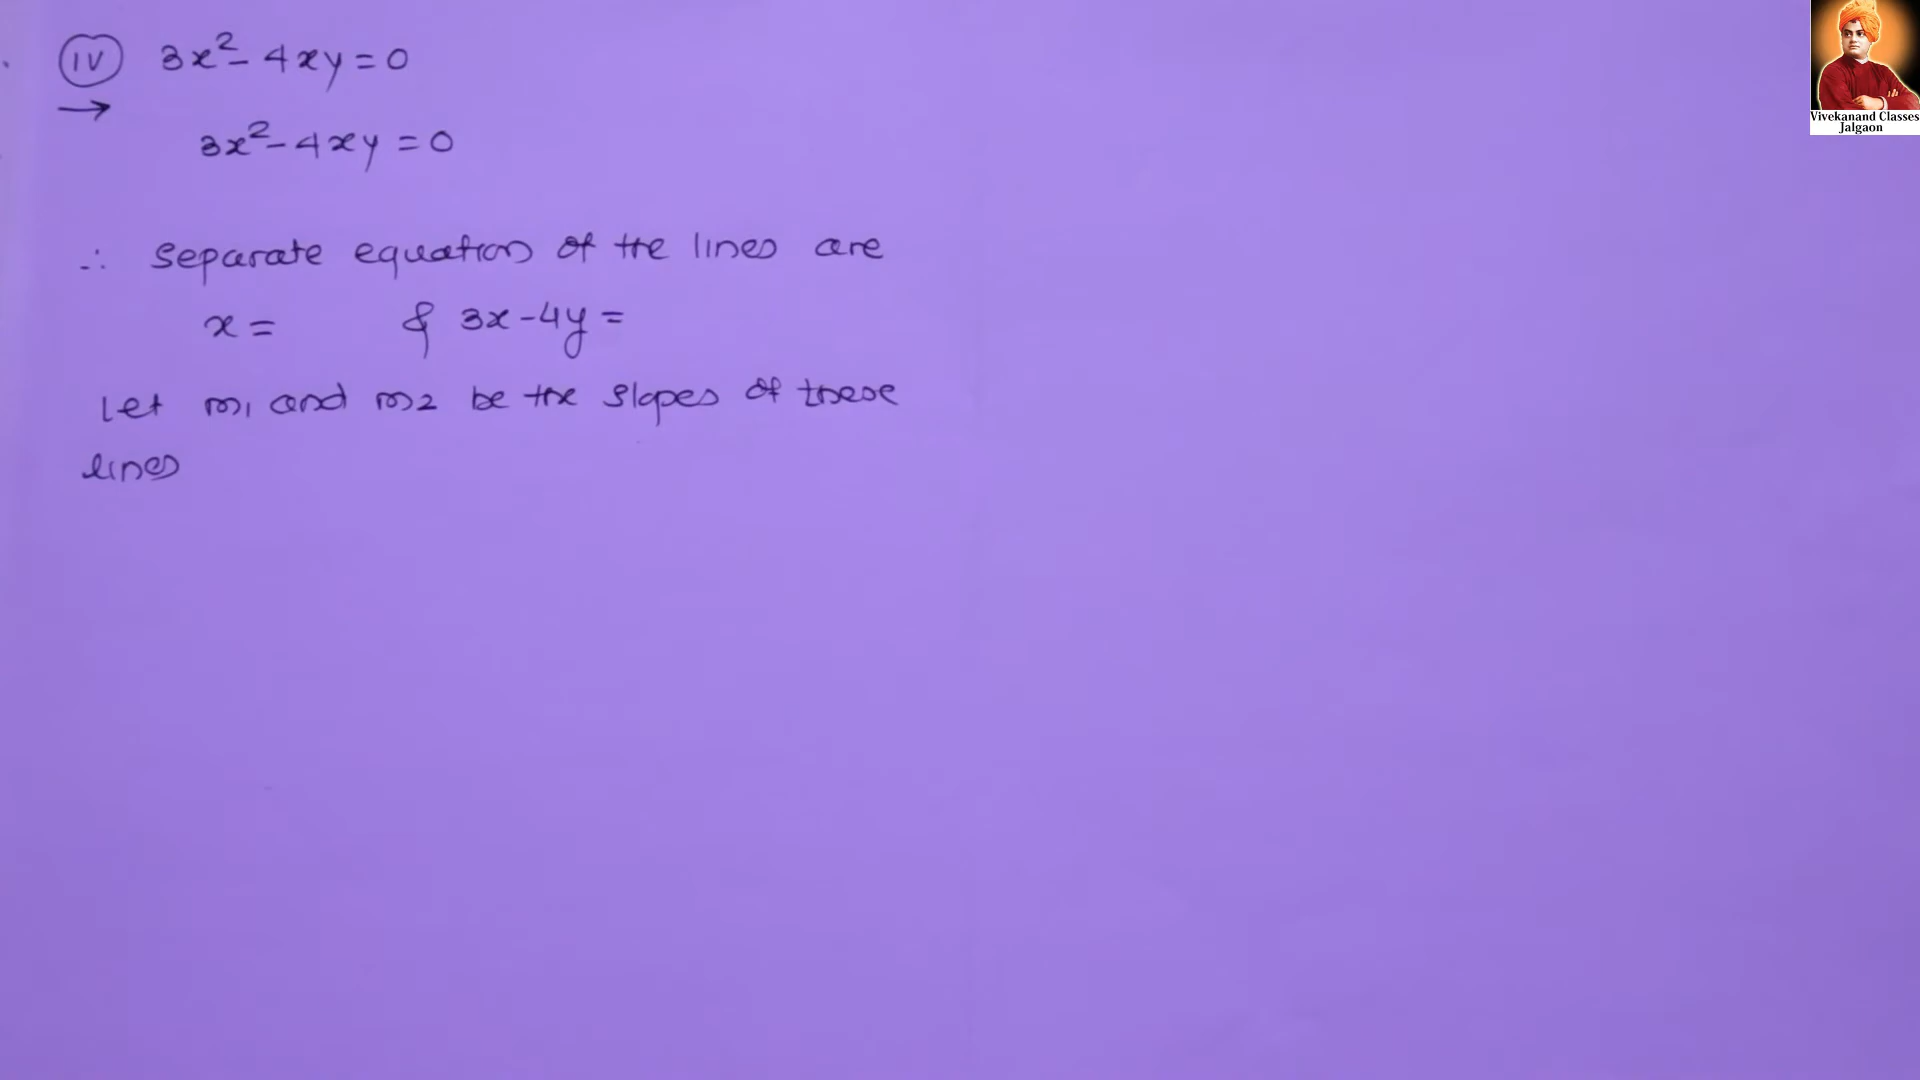 (iv) 3x² - 4xy = 0
→
3x² - 4xy = 0
∴ separate equation of the lines are
x = & 3x - 4y =
Let m1 and m2 be the slopes of these
lines
Vivekanand Classes
Jalgaon